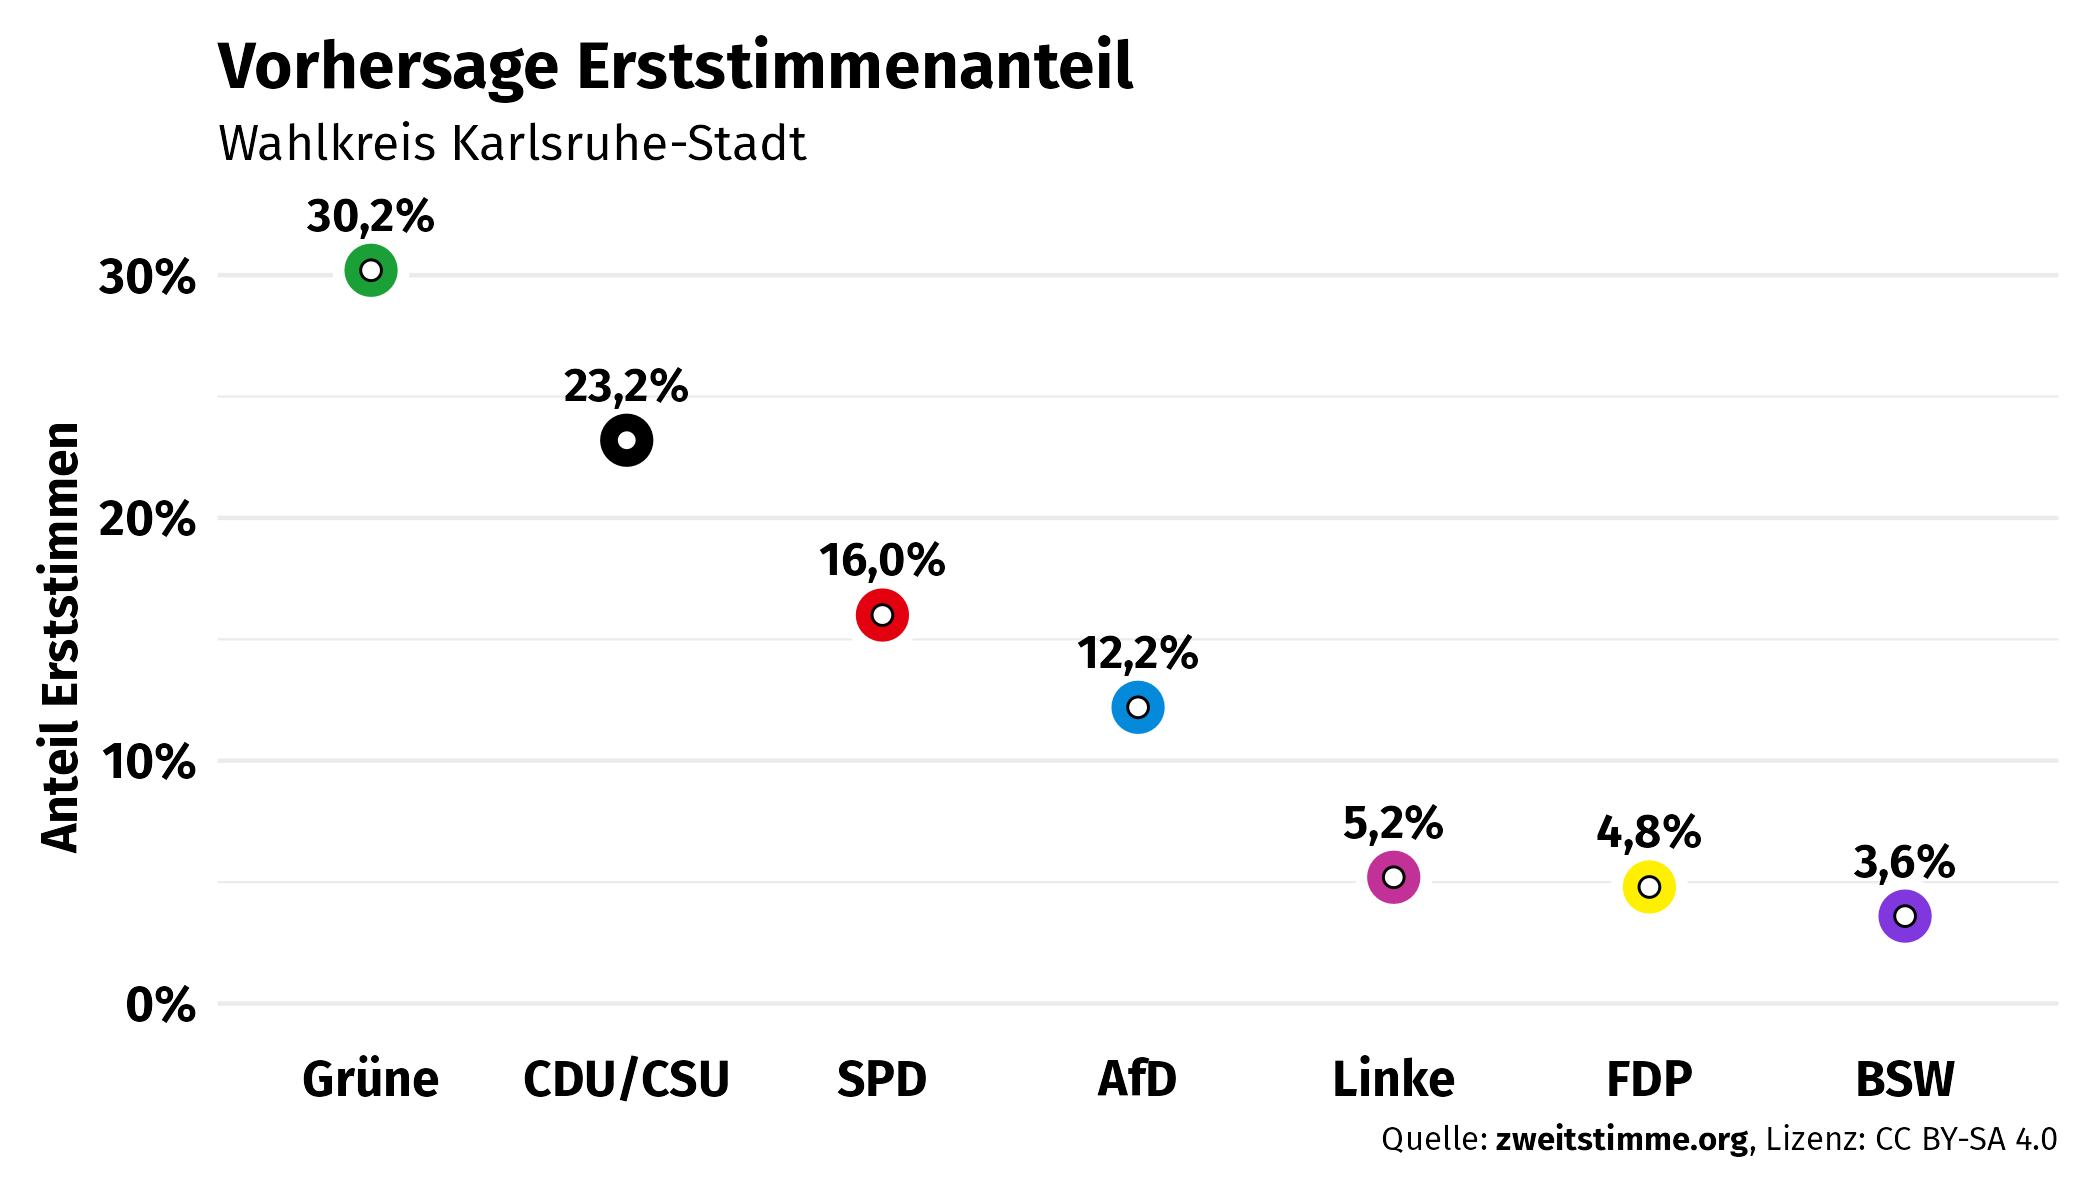 Vorhersage Erststimmenanteil
Wahlkreis Karlsruhe-Stadt
Anteil Erststimmen
30%
20%
10%
0%
30,2%
23,2%
16,0%
12,2%
5,2%
4,8%
3,6%
Grüne CDU/CSU SPD AfD Linke FDP BSW
Quelle: zweitstimme.org, Lizenz: CC BY-SA 4.0